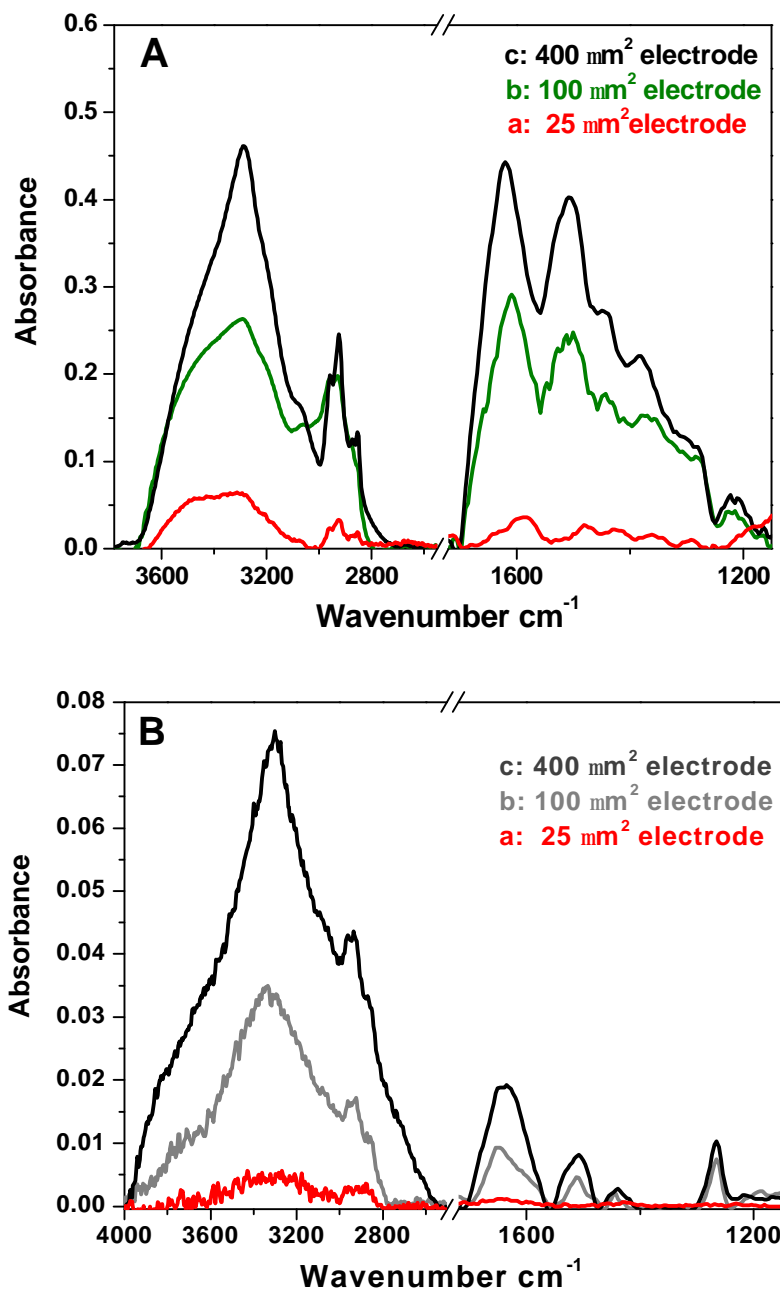 0.6
A
c: 400 mm² electrode
b: 100 mm² electrode
a: 25 mm² electrode
0.5
0.4
0.3
0.2
0.1
0.0
Absorbance
3600 3200 2800 1600 1200
Wavenumber cm⁻¹
0.08
B
0.07
c: 400 mm² electrode
b: 100 mm² electrode
a: 25 mm² electrode
0.06
0.05
0.04
0.03
0.02
0.01
0.00
Absorbance
4000 3600 3200 2800 1600 1200
Wavenumber cm⁻¹